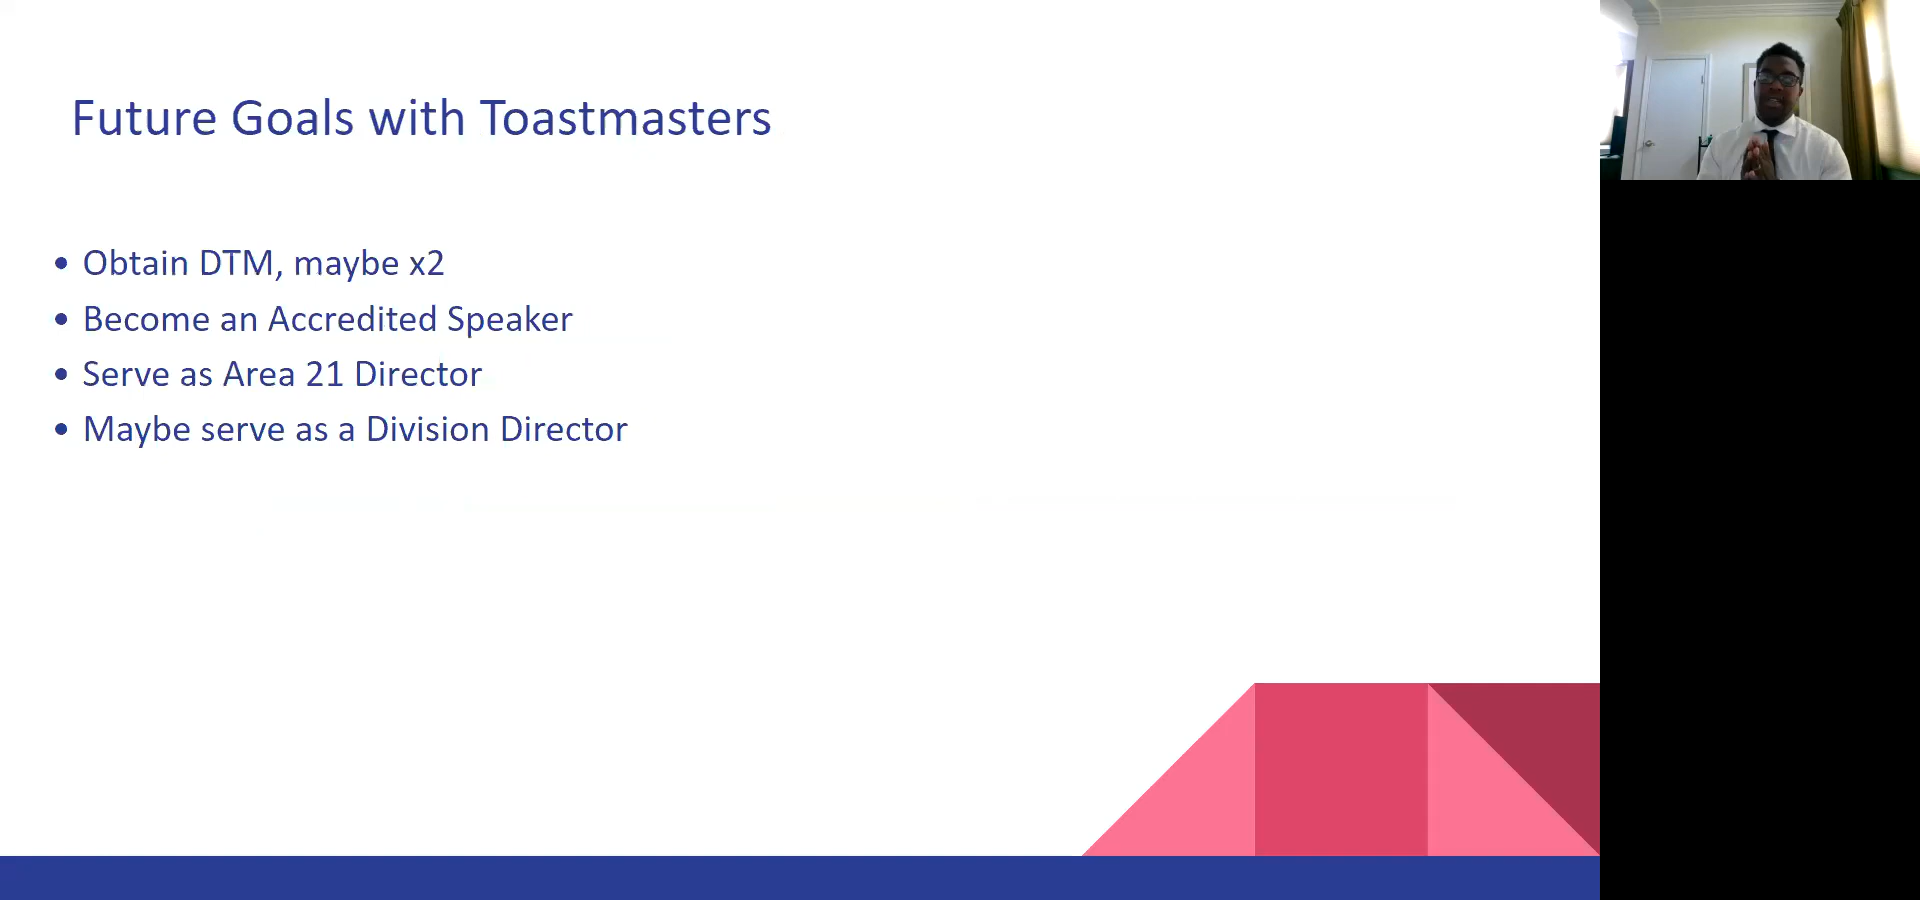 Future Goals with Toastmasters
• Obtain DTM, maybe x2
• Become an Accredited Speaker
• Serve as Area 21 Director
• Maybe serve as a Division Director